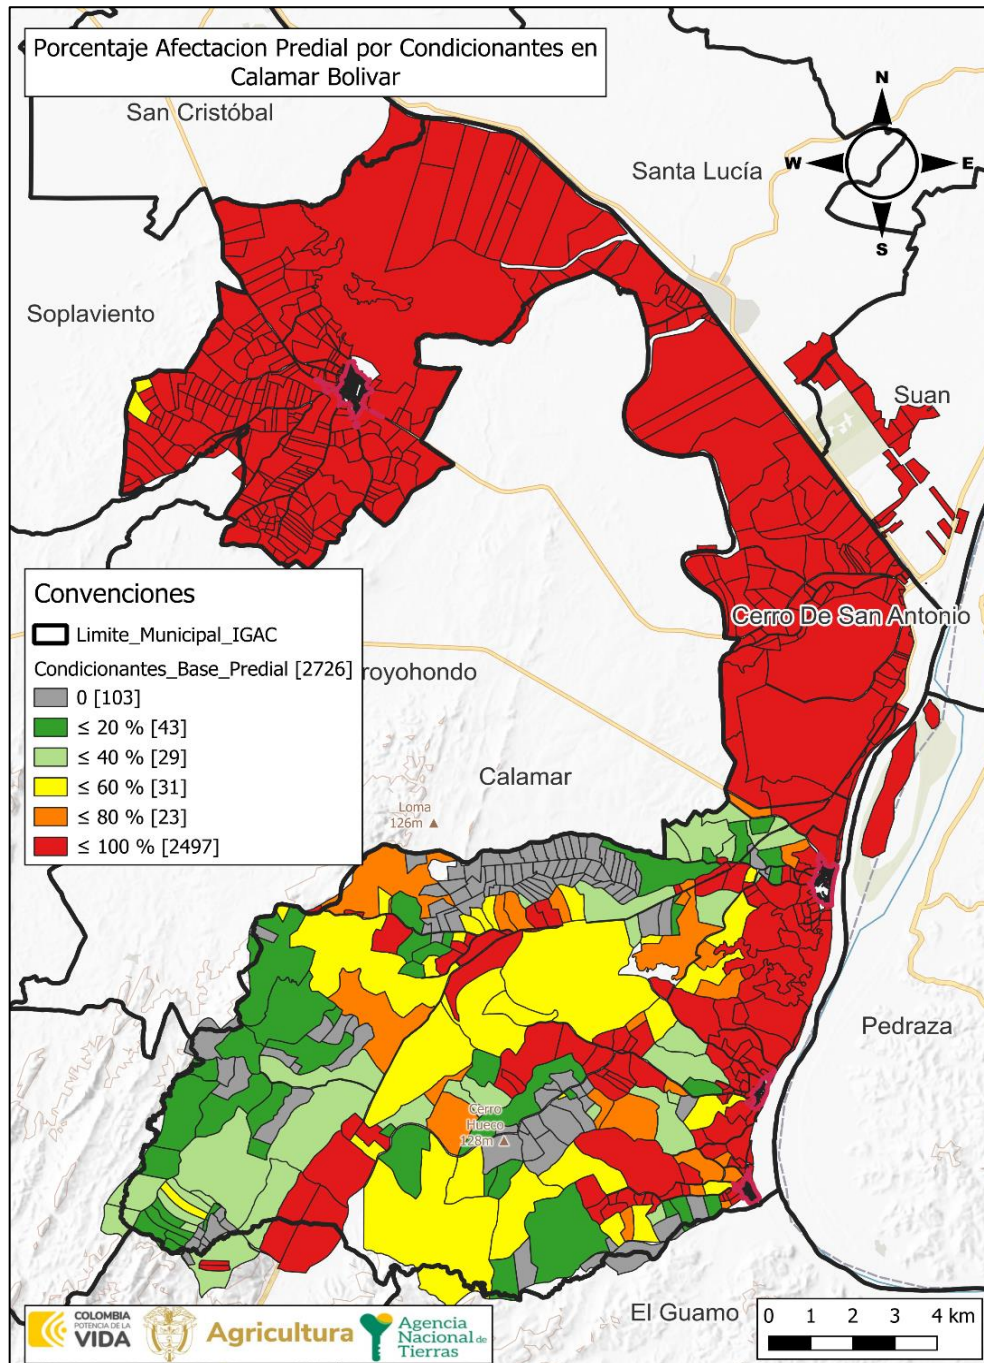 Porcentaje Afectacion Predial por Condicionantes en
Calamar Bolivar
San Cristóbal
N
W
E
S
Santa Lucía
Soplaviento
Suan
Convenciones
Limite_Municipal_IGAC
Condicionantes_Base_Predial [2726]
0 [103]
≤ 20 % [43]
≤ 40 % [29]
≤ 60 % [31]
≤ 80 % [23]
≤ 100 % [2497]
Cerro De San Antonio
royohondo
Calamar
Loma
126m
Pedraza
Cerro
Hueco
128m
El Guamo
COLOMBIA
POTENCIA DE LA
VIDA
Agricultura
Agencia
Nacional de
Tierras
0 1 2 3 4 km